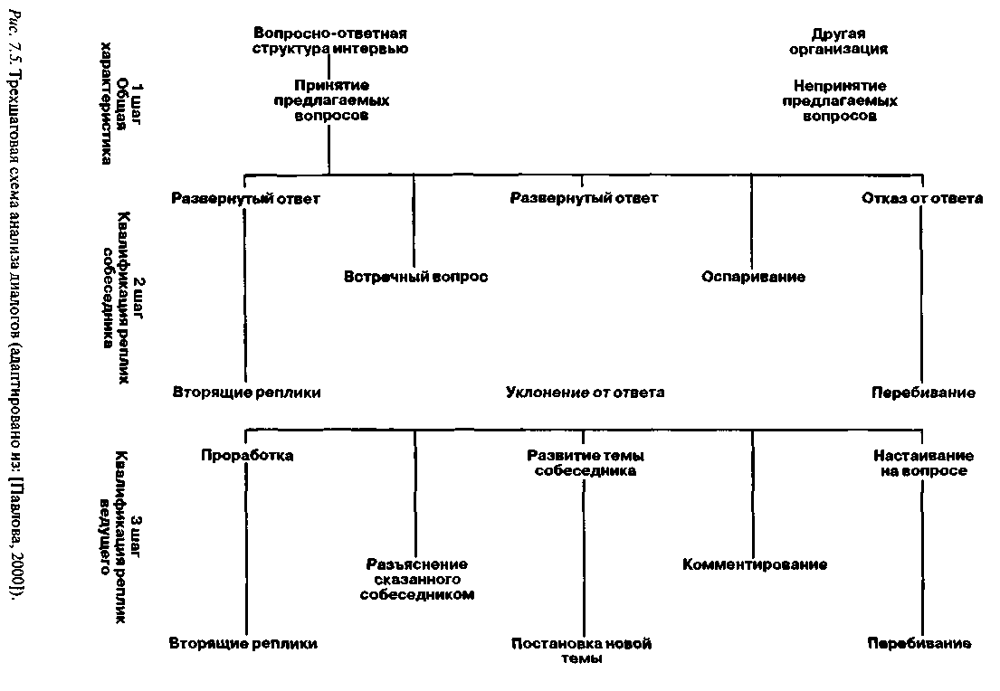 Рис. 7.5. Трехшаговая схема анализа диалогов (адаптировано из: [Павлова, 2000]).
1 шаг
Общая
характеристика
Вопросно-ответная
структура интервью
Другая
организация
Принятие
предлагаемых
вопросов
Непринятие
предлагаемых
вопросов
2 шаг
Квалификация реплик
собеседника
Развернутый ответ
Развернутый ответ
Отказ от ответа
Встречный вопрос
Оспаривание
Вторящие реплики
Уклонение от ответа
Перебивание
3 шаг
Квалификация реплик
ведущего
Проработка
Развитие темы
собеседника
Настаивание
на вопросе
Разъяснение
сказанного
собеседником
Комментирование
Вторящие реплики
Постановка новой
темы
Перебивание